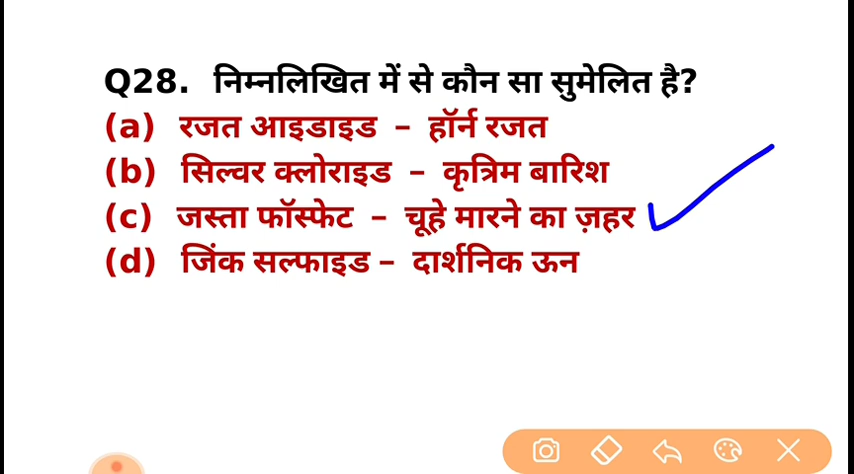 Q28. निम्नलिखित में से कौन सा सुमेलित है?
(a) रजत आइडाइड – हॉर्न रजत
(b) सिल्वर क्लोराइड – कृत्रिम बारिश
(c) जस्ता फॉस्फेट – चूहे मारने का ज़हर
(d) जिंक सल्फाइड – दार्शनिक ऊन